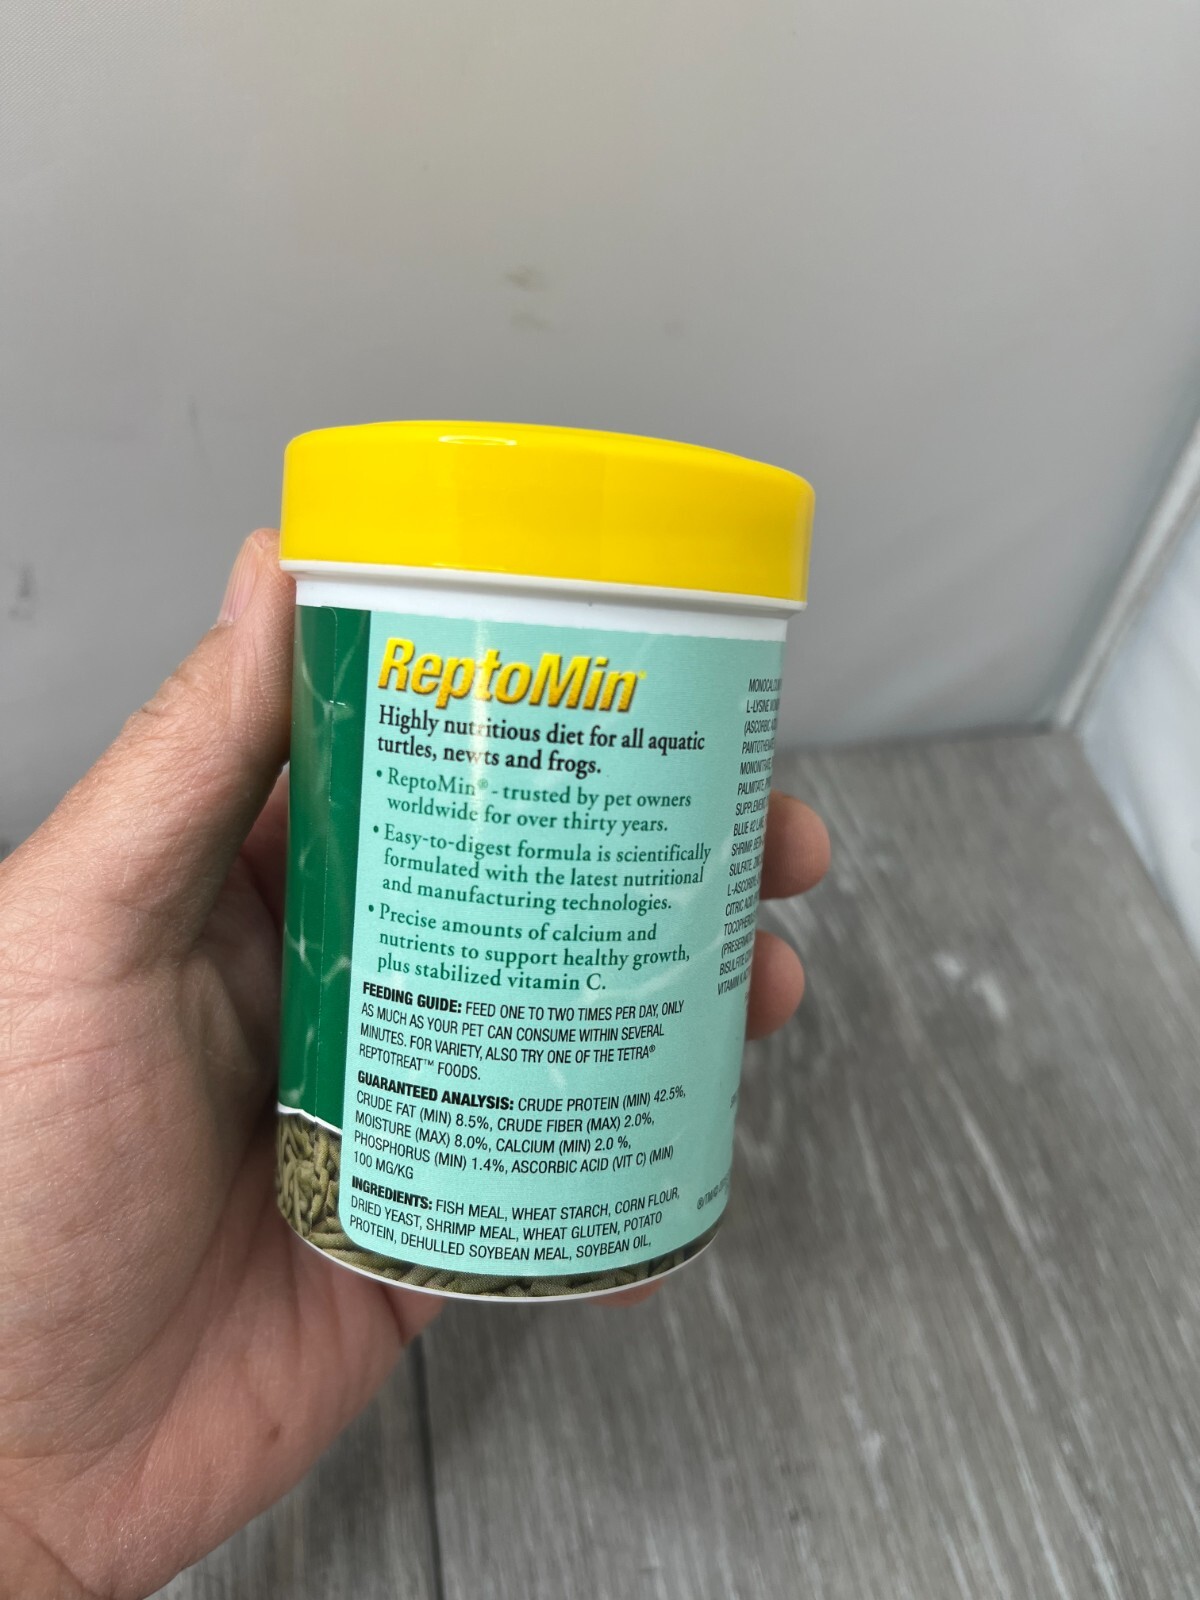 ReptoMin
Highly nutritious diet for all aquatic
turtles, newts and frogs.
• ReptoMin® - trusted by pet owners
worldwide for over thirty years.
• Easy-to-digest formula is scientifically
formulated with the latest nutritional
and manufacturing technologies.
• Precise amounts of calcium and
nutrients to support healthy growth,
plus stabilized vitamin C.
FEEDING GUIDE: FEED ONE TO TWO TIMES PER DAY, ONLY
AS MUCH AS YOUR PET CAN CONSUME WITHIN SEVERAL
MINUTES. FOR VARIETY, ALSO TRY ONE OF THE TETRA®
REPTOTREAT™ FOODS.
GUARANTEED ANALYSIS: CRUDE PROTEIN (MIN) 42.5%,
CRUDE FAT (MIN) 8.5%, CRUDE FIBER (MAX) 2.0%,
MOISTURE (MAX) 8.0%, CALCIUM (MIN) 2.0 %,
PHOSPHORUS (MIN) 1.4%, ASCORBIC ACID (VIT C) (MIN)
100 MG/KG
INGREDIENTS: FISH MEAL, WHEAT STARCH, CORN FLOUR,
DRIED YEAST, SHRIMP MEAL, WHEAT GLUTEN, POTATO
PROTEIN, DEHULLED SOYBEAN MEAL, SOYBEAN OIL,
L-LYSINE
(ASCORBIC
PALMITATE,
BLUE #2
SHRIMP,
SULFATE,
CITRIC ACID,